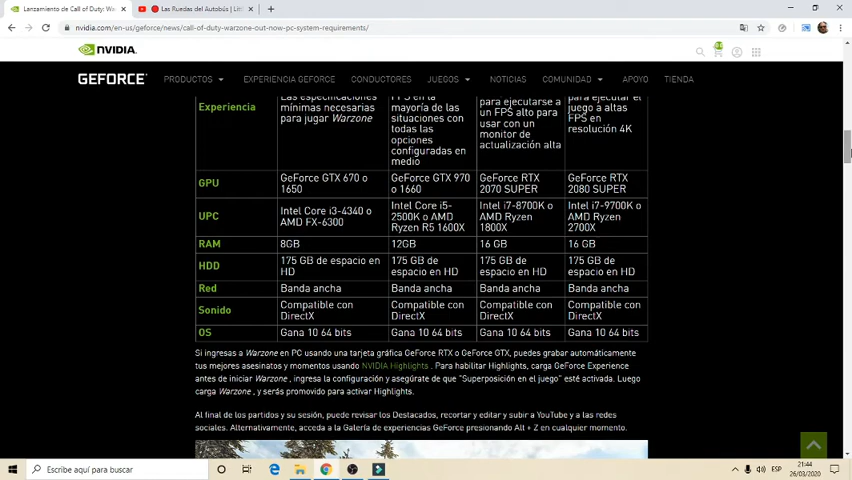 Lanzamiento de Call of Duty: Wa
Las Ruedas del Autobús | Litt
nvidia.com/en-us/geforce/news/call-of-duty-warzone-out-now-pc-system-requirements/
NVIDIA.
GEFORCE
PRODUCTOS
EXPERIENCIA GEFORCE
CONDUCTORES
JUEGOS
NOTICIAS
COMUNIDAD
APOYO
TIENDA
Experiencia
Las especificaciones
mínimas necesarias
para jugar Warzone
FPS en la
mayoría de las
situaciones con
todas las
opciones
configuradas en
medio
para ejecutarse a
un FPS alto para
usar con un
monitor de
actualización alta
para ejecutar el
juego a altas
FPS en
resolución 4K
GPU
GeForce GTX 670 o
1650
GeForce GTX 970
o 1660
GeForce RTX
2070 SUPER
GeForce RTX
2080 SUPER
UPC
Intel Core i3-4340 o
AMD FX-6300
Intel Core i5-
2500K o AMD
Ryzen R5 1600X
Intel i7-8700K o
AMD Ryzen
1800X
Intel i7-9700K o
AMD Ryzen
2700X
RAM
8GB
12GB
16 GB
16 GB
HDD
175 GB de espacio en
HD
175 GB de
espacio en HD
175 GB de
espacio en HD
175 GB de
espacio en HD
Red
Banda ancha
Banda ancha
Banda ancha
Banda ancha
Sonido
Compatible con
DirectX
Compatible con
DirectX
Compatible con
DirectX
Compatible con
DirectX
OS
Gana 10 64 bits
Gana 10 64 bits
Gana 10 64 bits
Gana 10 64 bits
Si ingresas a Warzone en PC usando una tarjeta gráfica GeForce RTX o GeForce GTX, puedes grabar automáticamente
tus mejores asesinatos y momentos usando NVIDIA Highlights . Para habilitar Highlights, carga GeForce Experience
antes de iniciar Warzone , ingresa la configuración y asegúrate de que "Superposición en el juego" esté activada. Luego
carga Warzone , y serás promovido para activar Highlights.
Al final de los partidos y su sesión, puede revisar los Destacados, recortar y editar y subir a YouTube y a las redes
sociales. Alternativamente, acceda a la Galería de experiencias GeForce presionando Alt + Z en cualquier momento.
Escribe aquí para buscar
ESP
21:44
26/03/2020